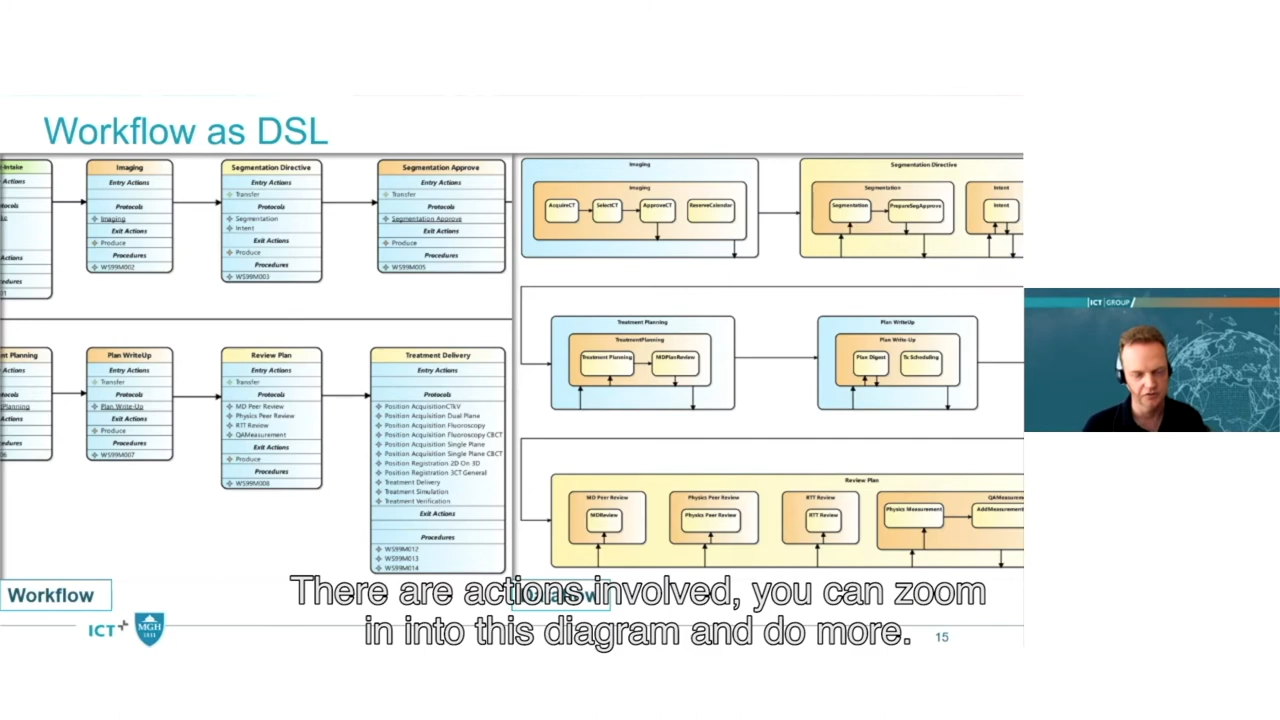 Workflow as DSL
-Intake
Actions
Imaging
Entry Actions
Protocols
Imaging
Exit Actions
Produce
Procedures
WS99M002
Segmentation Directive
Entry Actions
Transfer
Protocols
Segmentation
Intent
Exit Actions
Produce
Procedures
WS99M003
Segmentation Approve
Entry Actions
Transfer
Protocols
Segmentation Approve
Exit Actions
Produce
Procedures
WS99M005
Imaging
Imaging
AcquireCT
SelectCT
ApproveCT
ReserveCalendar
Segmentation Directive
Segmentation
Segmentation
PrepareSegApprove
Intent
Intent
nt Planning
Actions
Planning
Plan WriteUp
Entry Actions
Transfer
Protocols
Plan Write-Up
Exit Actions
Produce
Procedures
WS99M007
Review Plan
Entry Actions
Transfer
Protocols
MD Peer Review
Physics Peer Review
RTT Review
QAMeasurement
Exit Actions
Produce
Procedures
WS99M008
Treatment Delivery
Entry Actions
Protocols
Position AcquisitionCTkV
Position Acquisition Dual Plane
Position Acquisition Fluoroscopy
Position Acquisition Fluoroscopy CBCT
Position Acquisition Single Plane
Position Acquisition Single Plane CBCT
Position Registration 2D On 3D
Position Registration 3CT General
Treatment Delivery
Treatment Simulation
Treatment Verification
Exit Actions
Procedures
WS99M012
WS99M013
WS99M014
Treatment Planning
TreatmentPlanning
Treatment Planning
MDPlanReview
Plan WriteUp
Plan Write-Up
Plan Digest
Tx Scheduling
Review Plan
MD Peer Review
MDReview
Physics Peer Review
Physics Peer Review
RTT Review
RTT Review
QAMeasurem
Physics Measurement
AddMeasurement
Workflow
There are actions involved, you can zoom
in into this diagram and do more.
ICT
MGH
1811
15
ICT GROUP